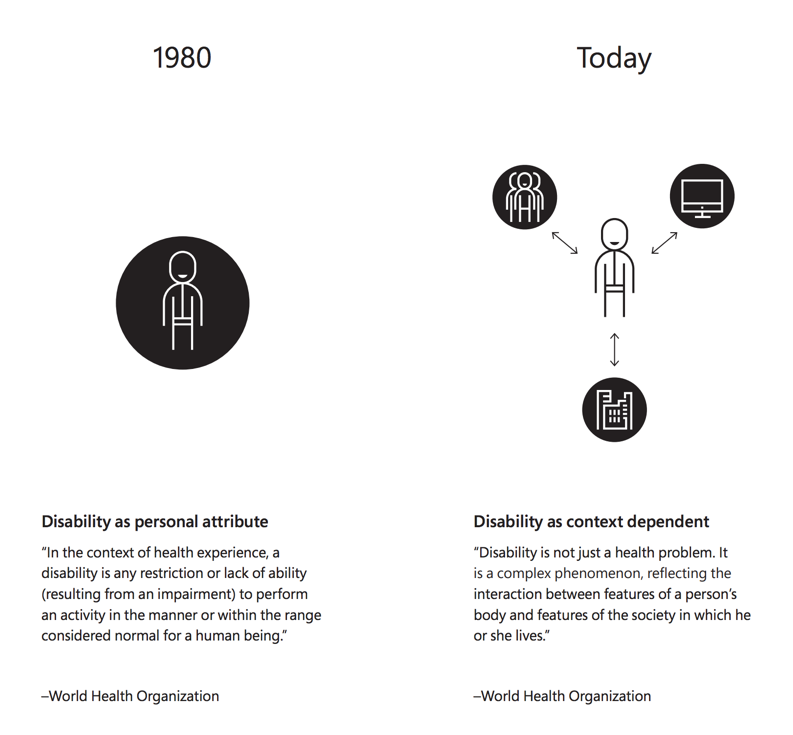 1980
Disability as personal attribute
“In the context of health experience, a
disability is any restriction or lack of ability
(resulting from an impairment) to perform
an activity in the manner or within the range
considered normal for a human being.”
–World Health Organization
Today
Disability as context dependent
“Disability is not just a health problem. It
is a complex phenomenon, reflecting the
interaction between features of a person’s
body and features of the society in which he
or she lives.”
–World Health Organization